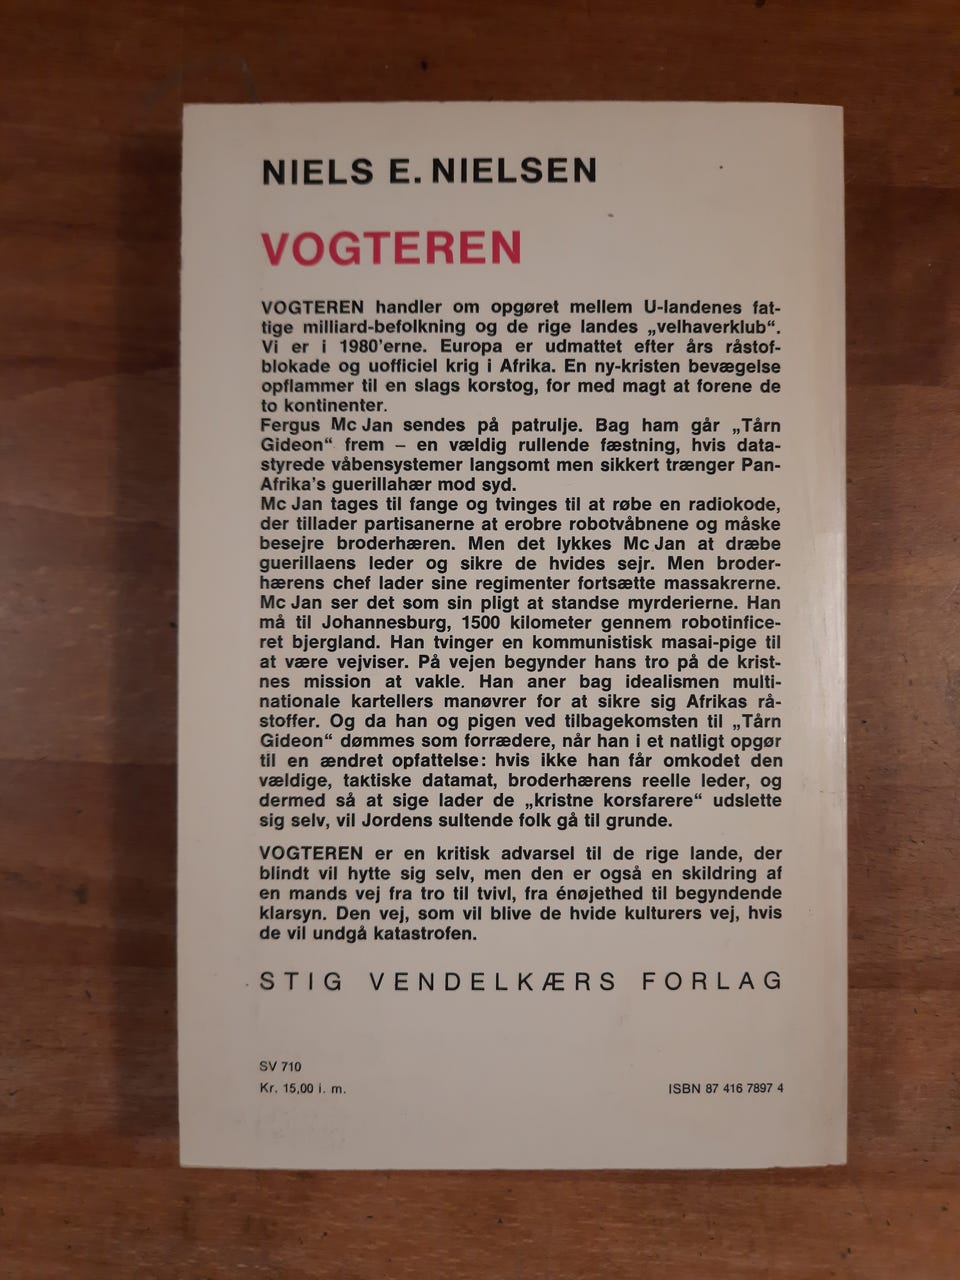 NIELS E. NIELSEN
VOGTEREN
VOGTEREN handler om opgøret mellem U-landenes fat-
tige milliard-befolkning og de rige landes „velhaverklub“.
Vi er i 1980'erne. Europa er udmattet efter års råstof-
blokade og uofficiel krig i Afrika. En ny-kristen bevægelse
opflammer til en slags korstog, for med magt at forene de
to kontinenter.
Fergus Mc Jan sendes på patrulje. Bag ham går „Tårn
Gideon“ frem – en vældig rullende fæstning, hvis data-
styrede våbensystemer langsomt men sikkert trænger Pan-
Afrika's guerillahær mod syd.
Mc Jan tages til fange og tvinges til at røbe en radiokode,
der tillader partisanerne at erobre robotvåbnene og måske
besejre broderhæren. Men det lykkes Mc Jan at dræbe
guerillaens leder og sikre de hvides sejr. Men broder-
hærens chef lader sine regimenter fortsætte massakrerne.
Mc Jan ser det som sin pligt at standse myrderierne. Han
må til Johannesburg, 1500 kilometer gennem robotinfice-
ret bjergland. Han tvinger en kommunistisk masai-pige til
at være vejviser. På vejen begynder hans tro på de krist-
nes mission at vakle. Han aner bag idealismen multi-
nationale kartellers manøvrer for at sikre sig Afrikas rå-
stoffer. Og da han og pigen ved tilbagekomsten til „Tårn
Gideon“ dømmes som forrædere, når han i et natligt opgør
til en ændret opfattelse: hvis ikke han får omkodet den
vældige, taktiske datamat, broderhærens reelle leder, og
dermed så at sige lader de „kristne korsfarere“ udslette
sig selv, vil Jordens sultende folk gå til grunde.
VOGTEREN er en kritisk advarsel til de rige lande, der
blindt vil hytte sig selv, men den er også en skildring af
en mands vej fra tro til tvivl, fra énøjethed til begyndende
klarsyn. Den vej, som vil blive de hvide kulturers vej, hvis
de vil undgå katastrofen.
STIG VENDELKÆRS FORLAG
SV 710
Kr. 15,00 i. m.
ISBN 87 416 7897 4